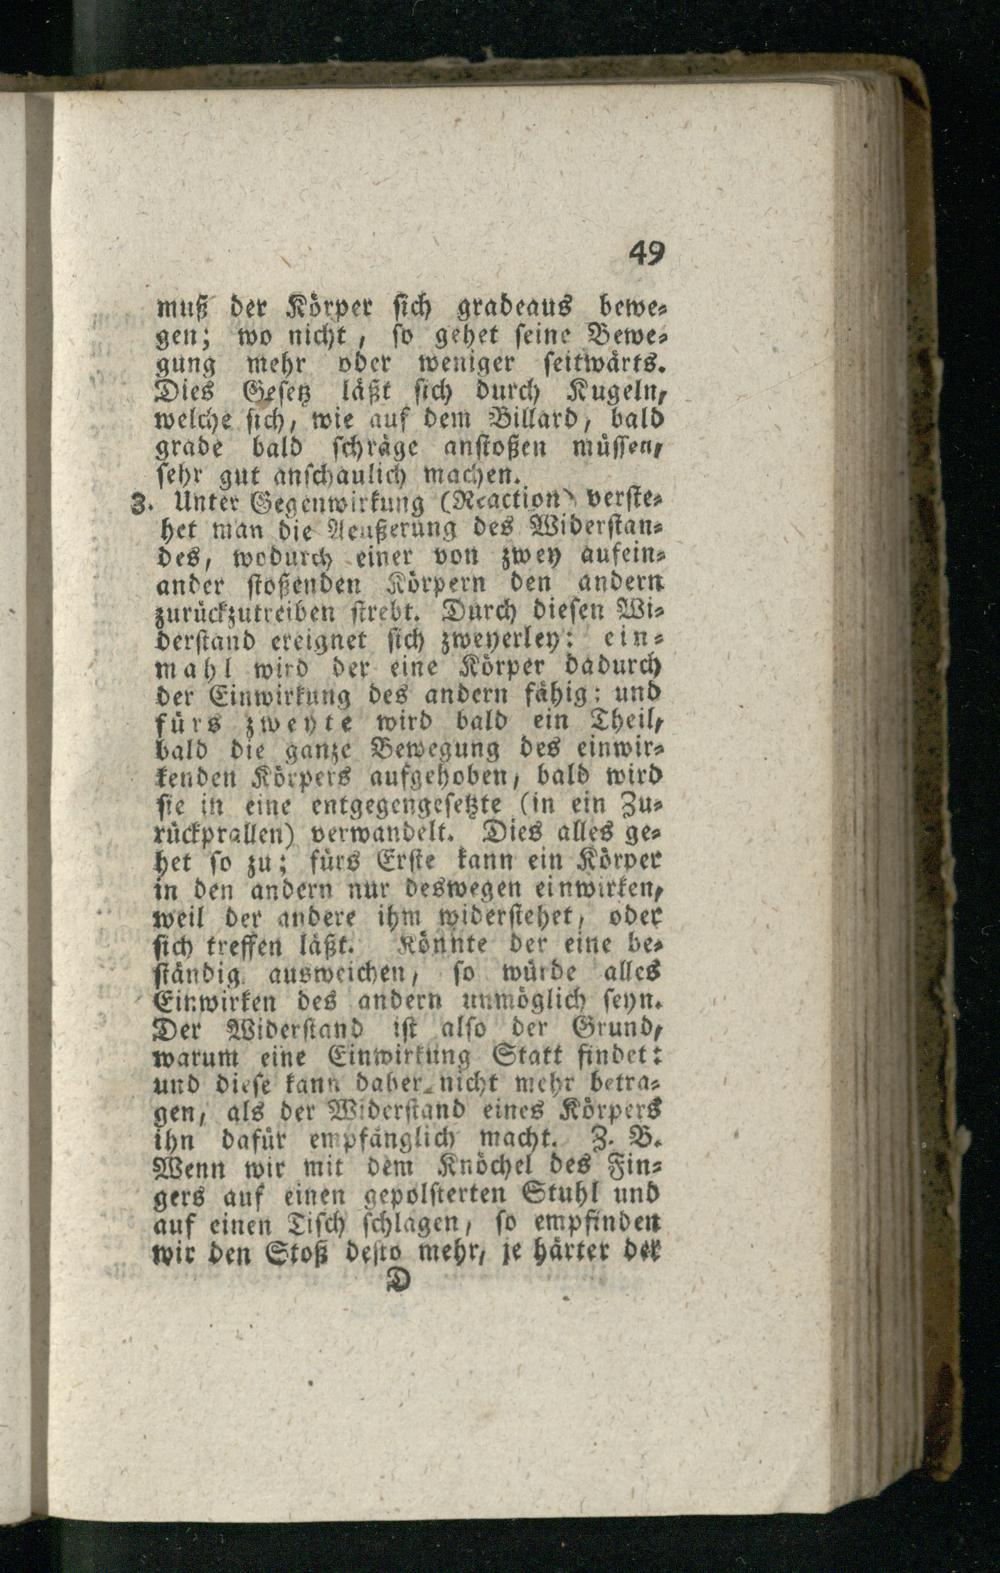 49
muß der Körper sich gradeaus bewe-
gen; wo nicht, so gehet seine Bewe-
gung mehr oder weniger seitwärts.
Dies Gesetz läßt sich durch Kugeln,
welche sich, wie auf dem Billard, bald
grade bald schräge anstoßen müssen,
sehr gut anschaulich machen.
3. Unter Gegenwirkung (Reaction) verste-
het man die Aeußerung des Widerstan-
des, wodurch einer von zwey aufein-
ander stoßenden Körpern den andern
zurückzutreiben strebt. Durch diesen Wi-
derstand ereignet sich zweyerley: ein-
mahl wird der eine Körper dadurch
der Einwirkung des andern fähig: und
fürs zweyte wird bald ein Theil,
bald die ganze Bewegung des einwir-
kenden Körpers aufgehoben, bald wird
sie in eine entgegengesetzte (in ein Zu-
rückprallen) verwandelt. Dies alles ge-
het so zu; fürs Erste kann ein Körper
in den andern nur deswegen einwirken,
weil der andere ihm widerstehet, oder
sich treffen läßt. Könnte der eine be-
ständig ausweichen, so würde alles
Einwirken des andern unmöglich seyn.
Der Widerstand ist also der Grund,
warum eine Einwirkung Statt findet:
und diese kann daher nicht mehr betra-
gen, als der Widerstand eines Körpers
ihn dafür empfänglich macht. Z. B.
Wenn wir mit dem Knöchel des Fin-
gers auf einen gepolsterten Stuhl und
auf einen Tisch schlagen, so empfinden
wir den Stoß desto mehr, je härter der
D